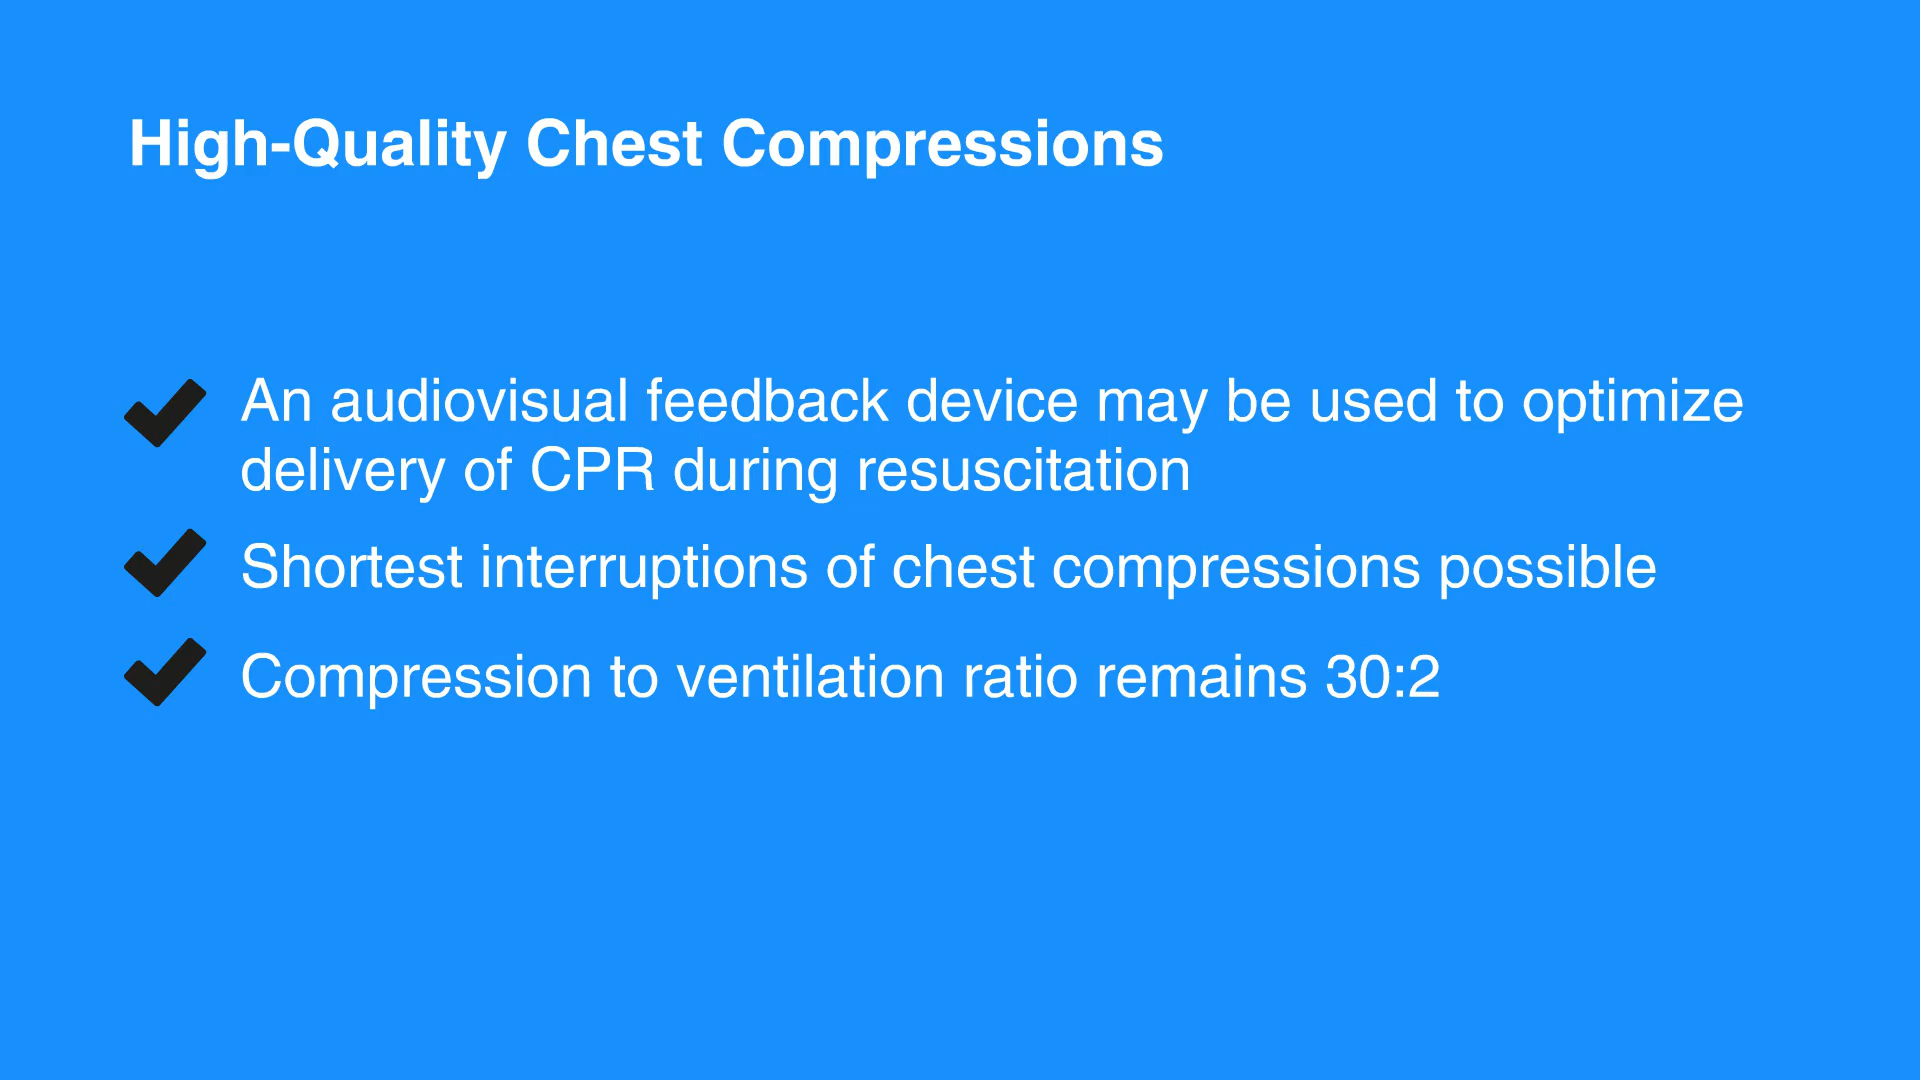 High-Quality Chest Compressions
An audiovisual feedback device may be used to optimize
delivery of CPR during resuscitation
Shortest interruptions of chest compressions possible
Compression to ventilation ratio remains 30:2